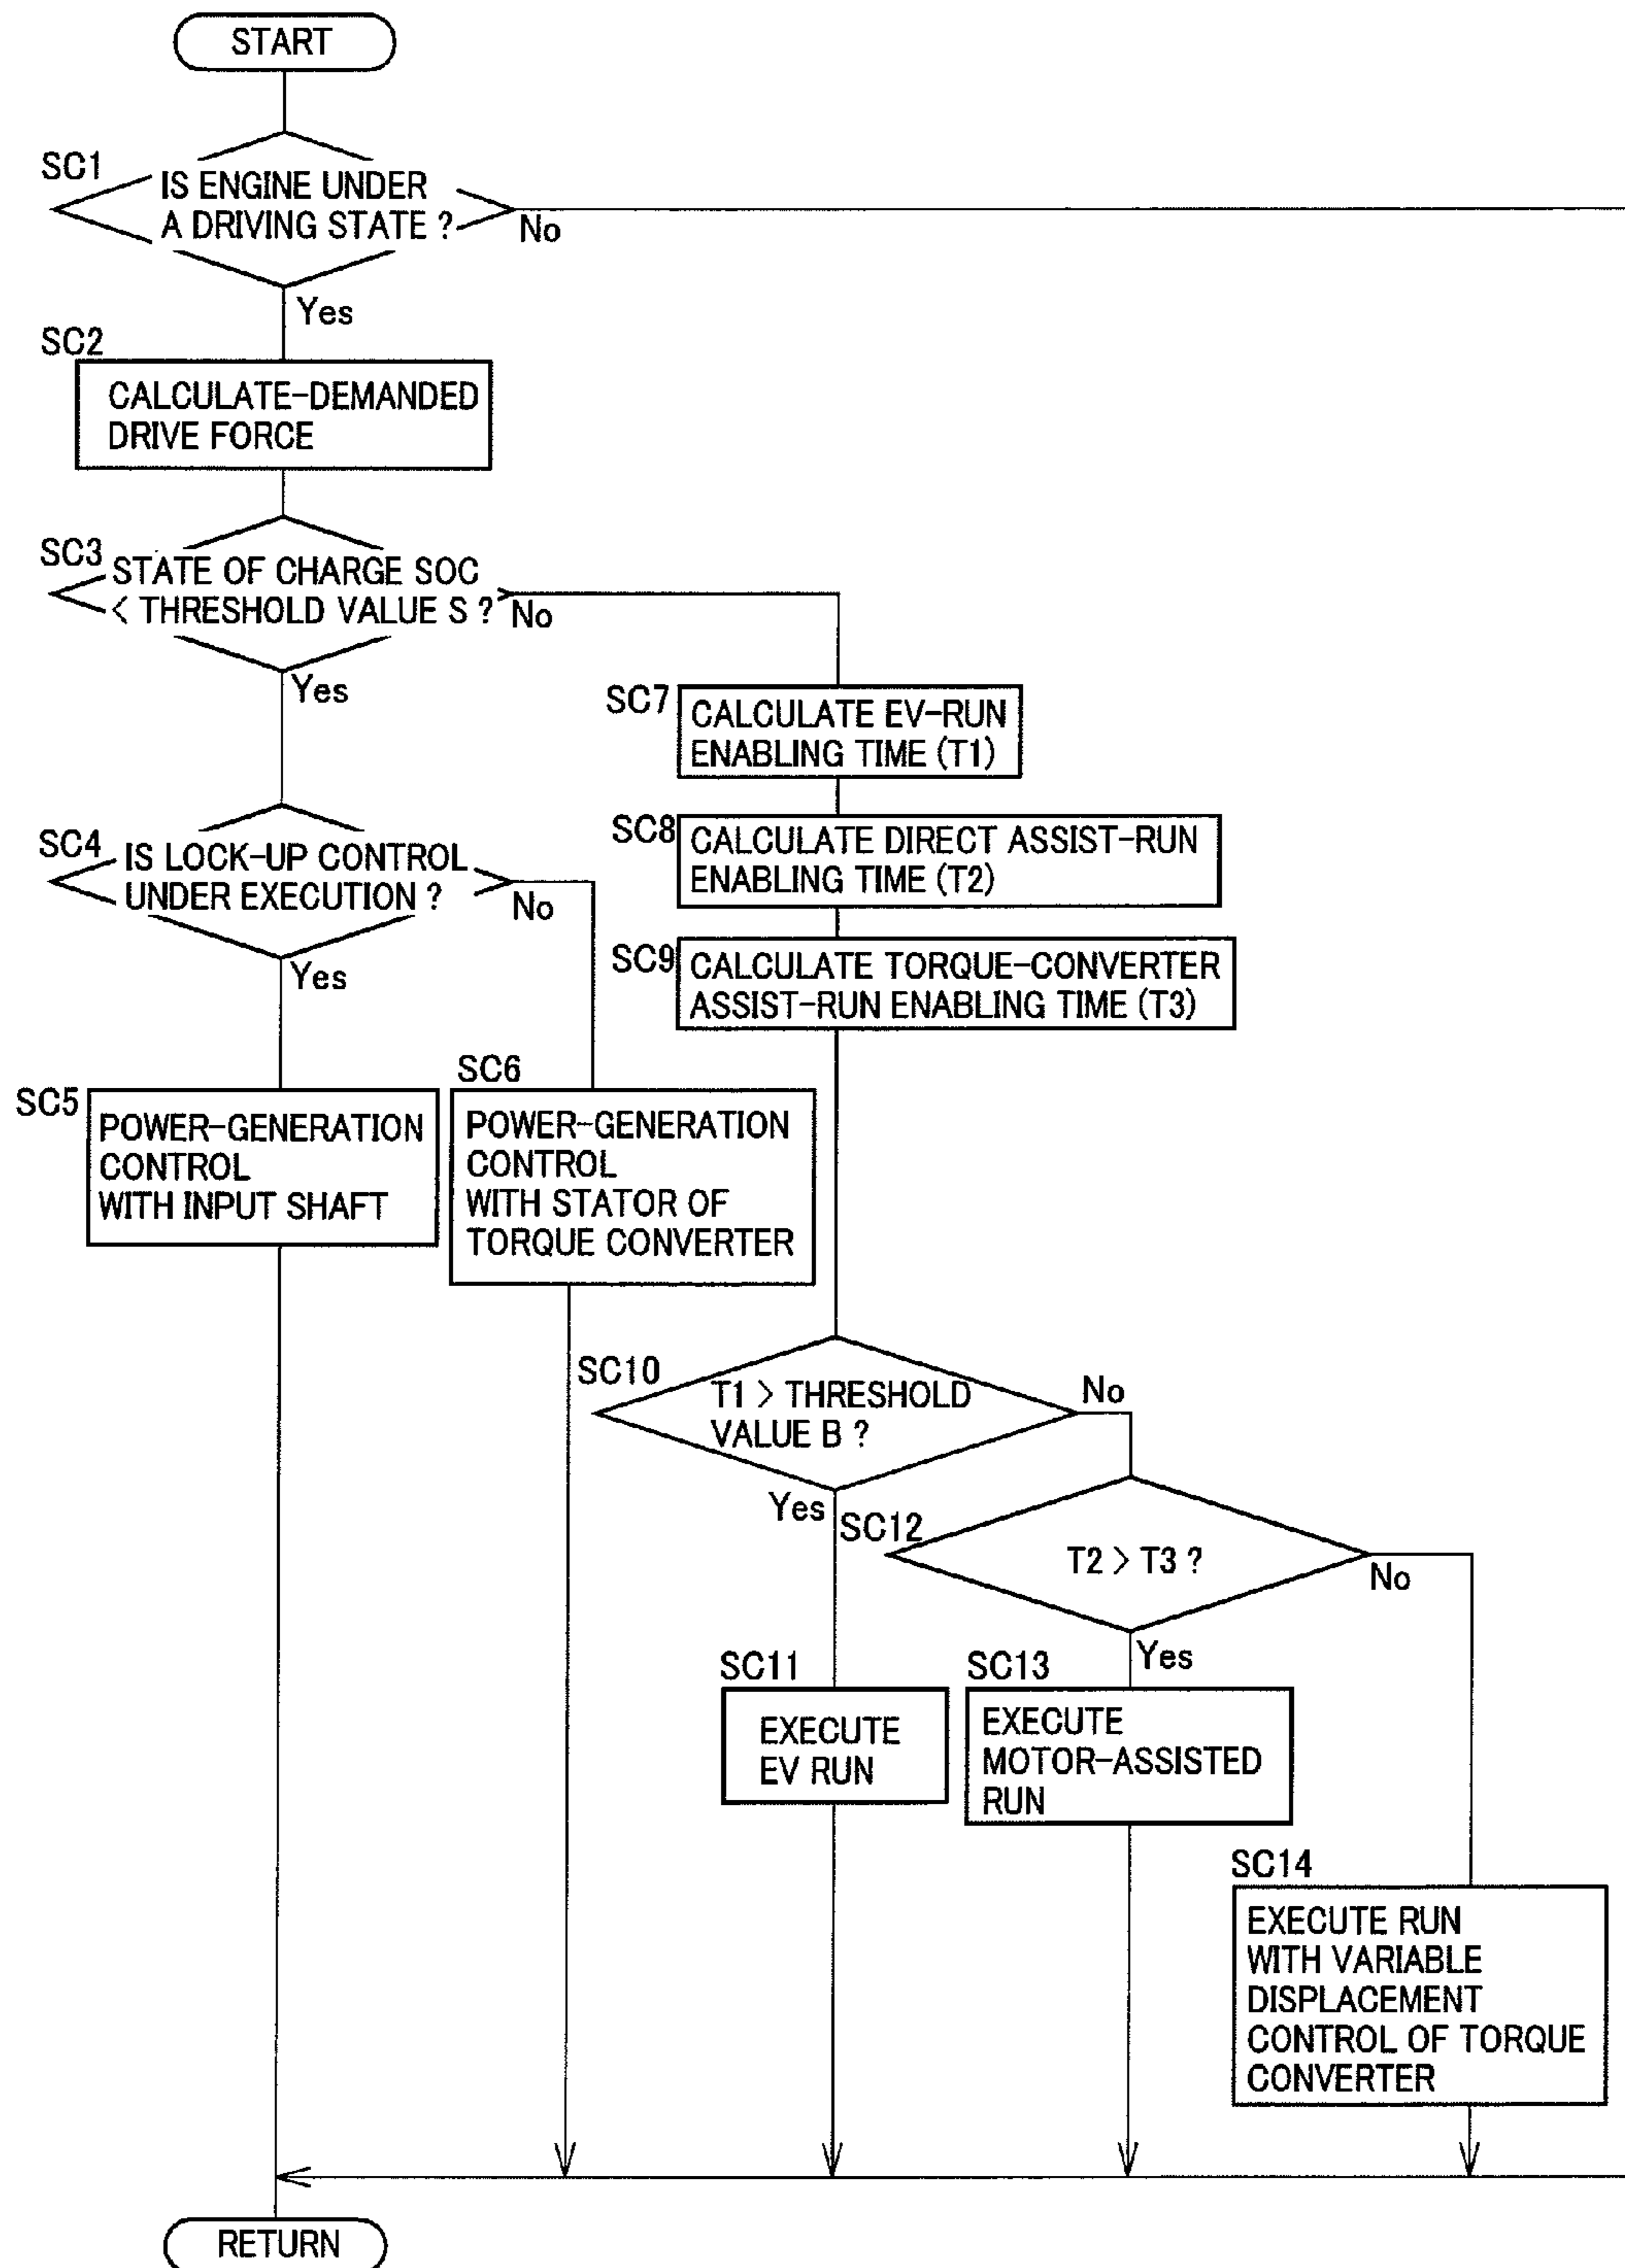 START
SC1
IS ENGINE UNDER
A DRIVING STATE ?
No
Yes
SC2
CALCULATE-DEMANDED
DRIVE FORCE
SC3
STATE OF CHARGE SOC
< THRESHOLD VALUE S ?
No
Yes
SC7
CALCULATE EV-RUN
ENABLING TIME (T1)
SC8
CALCULATE DIRECT ASSIST-RUN
ENABLING TIME (T2)
SC4
IS LOCK-UP CONTROL
UNDER EXECUTION ?
No
Yes
SC9
CALCULATE TORQUE-CONVERTER
ASSIST-RUN ENABLING TIME (T3)
SC5
POWER-GENERATION
CONTROL
WITH INPUT SHAFT
SC6
POWER-GENERATION
CONTROL
WITH STATOR OF
TORQUE CONVERTER
SC10
T1 > THRESHOLD
VALUE B ?
No
Yes
SC12
T2 > T3 ?
No
Yes
SC11
EXECUTE
EV RUN
SC13
EXECUTE
MOTOR-ASSISTED
RUN
SC14
EXECUTE RUN
WITH VARIABLE
DISPLACEMENT
CONTROL OF TORQUE
CONVERTER
RETURN